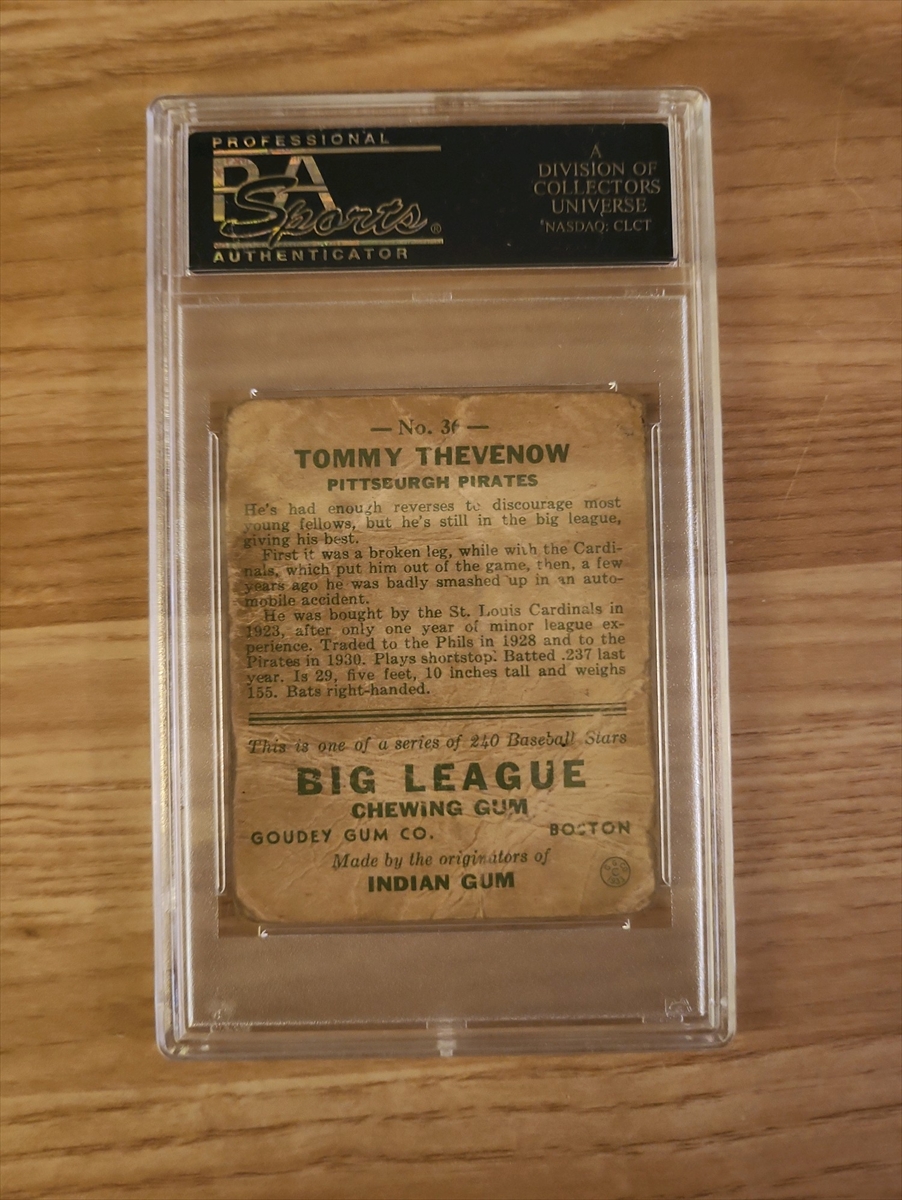 PROFESSIONAL
PSA
Sports®
AUTHENTICATOR
A
DIVISION OF
COLLECTORS
UNIVERSE
NASDAQ: CLCT
— No. 36 —
TOMMY THEVENOW
PITTSBURGH PIRATES
He's had enough reverses to discourage most
young fellows, but he's still in the big league,
giving his best.
First it was a broken leg, while with the Cardi-
nals, which put him out of the game, then, a few
years ago he was badly smashed up in an auto-
mobile accident.
He was bought by the St. Louis Cardinals in
1923, after only one year of minor league ex-
perience. Traded to the Phils in 1928 and to the
Pirates in 1930. Plays shortstop. Batted .237 last
year. Is 29, five feet, 10 inches tall and weighs
155. Bats right-handed.
This is one of a series of 240 Baseball Stars
BIG LEAGUE
CHEWING GUM
GOUDEY GUM CO. BOSTON
Made by the originators of
INDIAN GUM